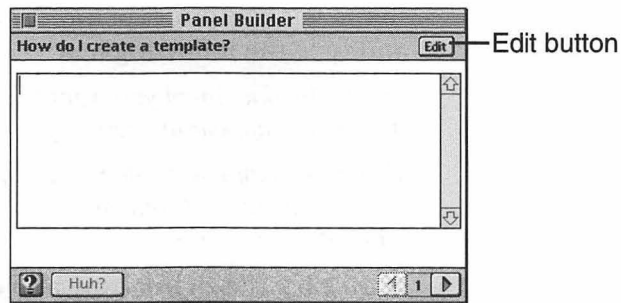 Panel Builder
How do I create a template?
Edit
Edit button
?
Huh?
1